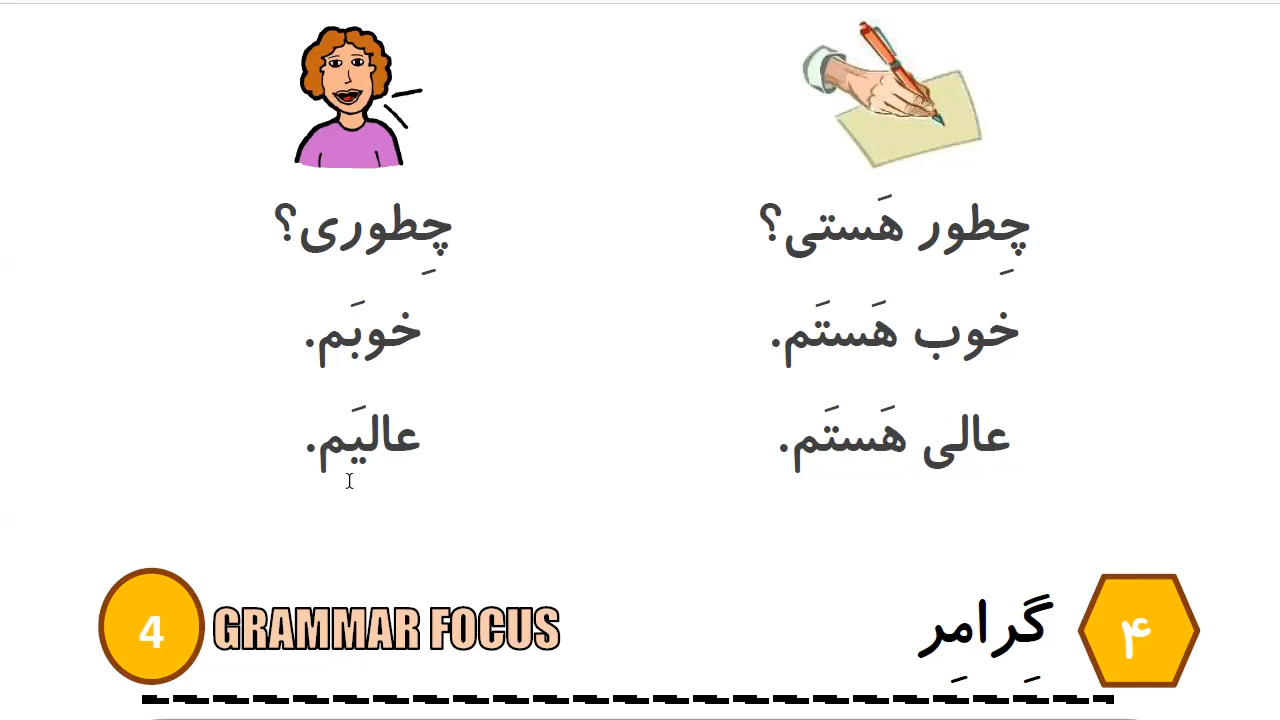 چِطور هَستی؟ چِطوری؟
خوب هَستَم. خوبَم.
عالی هَستَم. عالیَم.
۴ گَرامَر GRAMMAR FOCUS 4